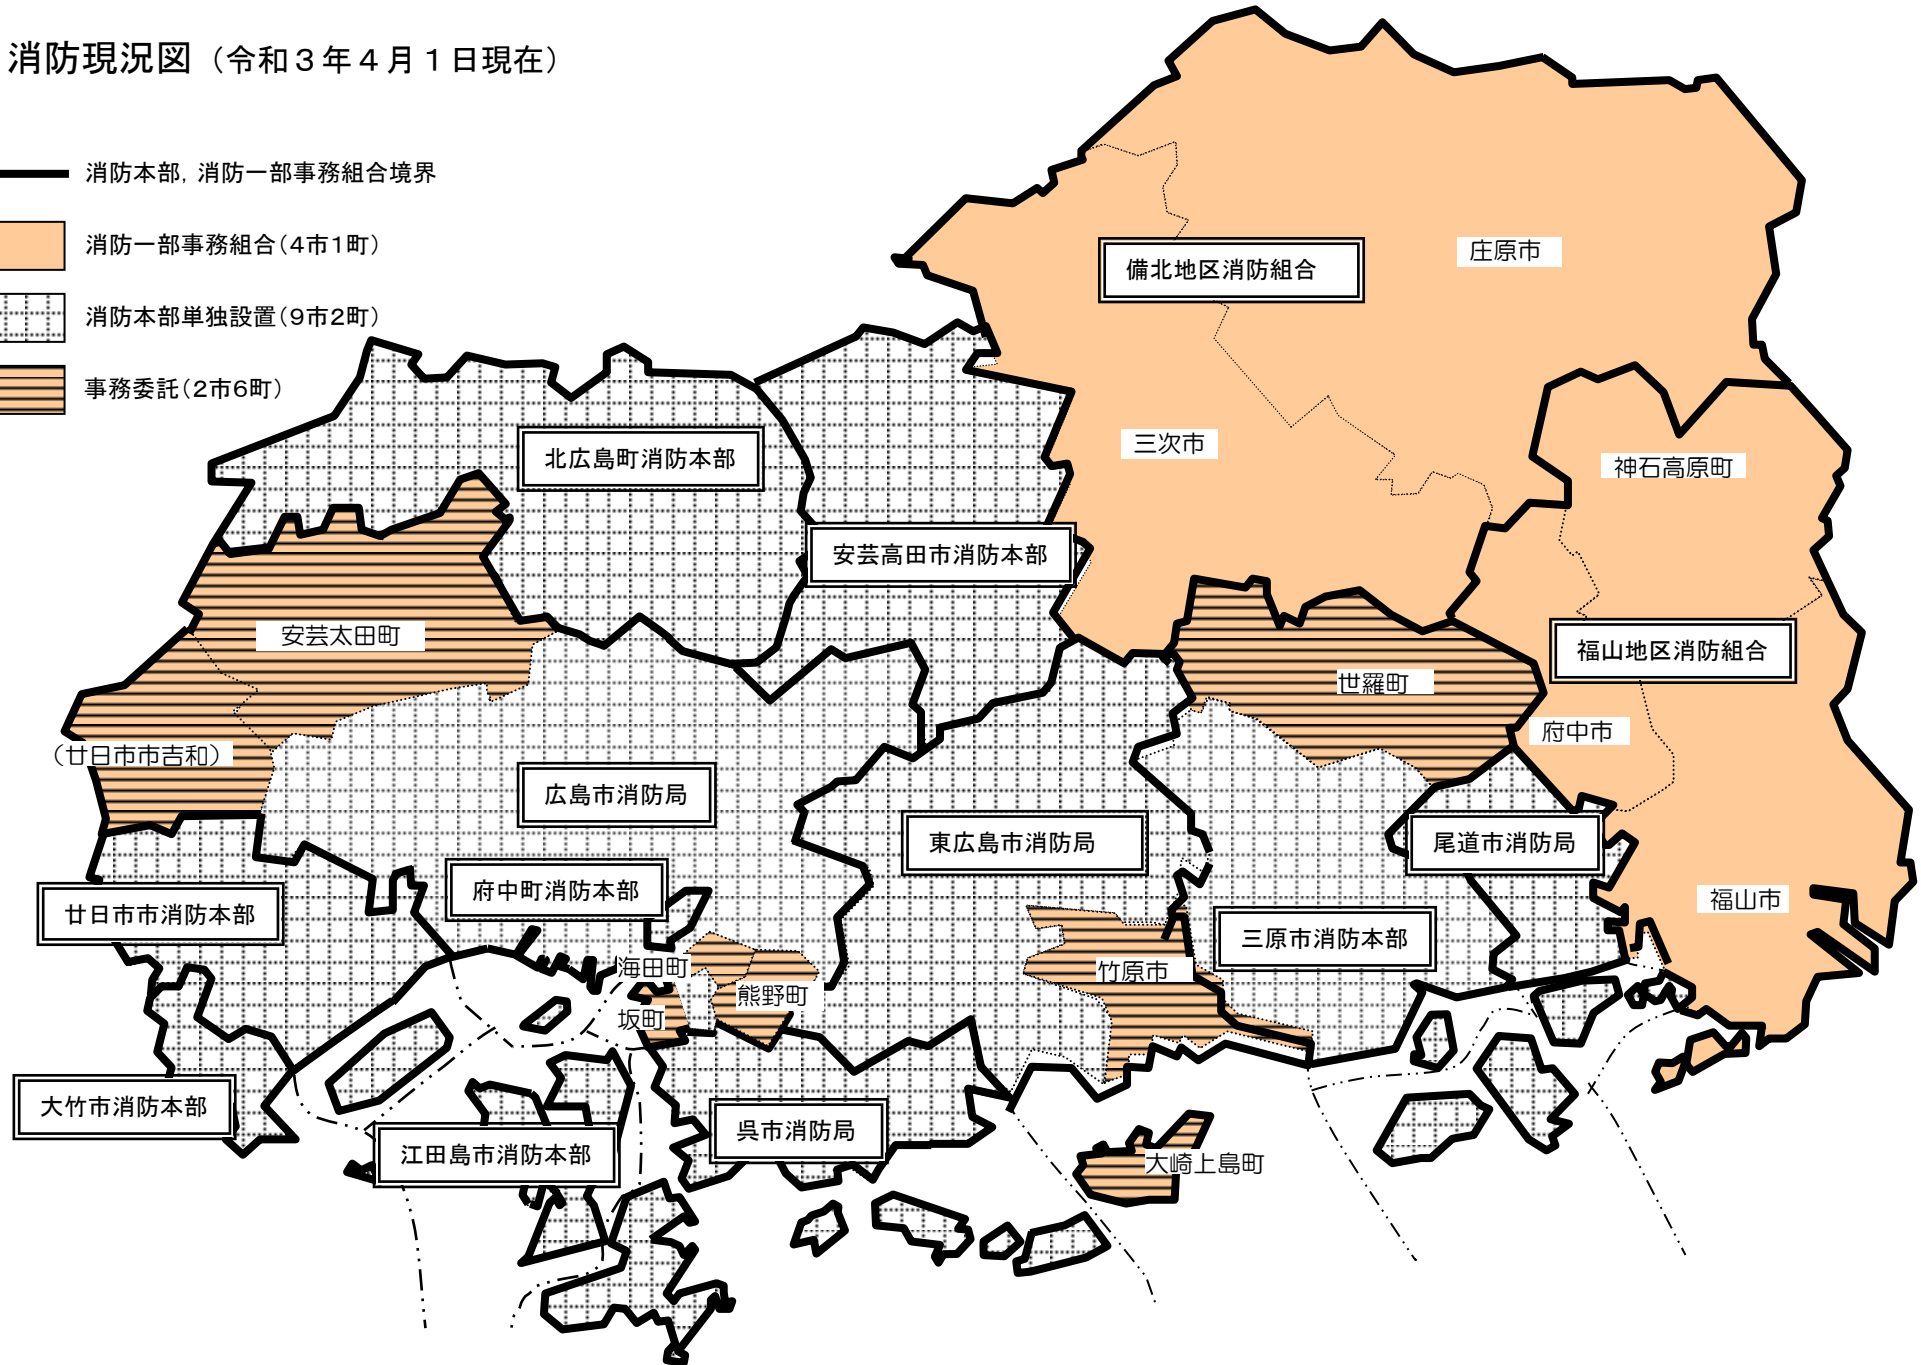 消防現況図（令和３年４月１日現在）
消防本部，消防一部事務組合境界
消防一部事務組合（4市1町）
消防本部単独設置（9市2町）
事務委託（2市6町）
備北地区消防組合
庄原市
三次市
北広島町消防本部
神石高原町
安芸高田市消防本部
安芸太田町
福山地区消防組合
世羅町
府中市
（廿日市市吉和）
広島市消防局
東広島市消防局
尾道市消防局
府中町消防本部
福山市
廿日市市消防本部
三原市消防本部
海田町
竹原市
熊野町
坂町
大竹市消防本部
呉市消防局
江田島市消防本部
大崎上島町